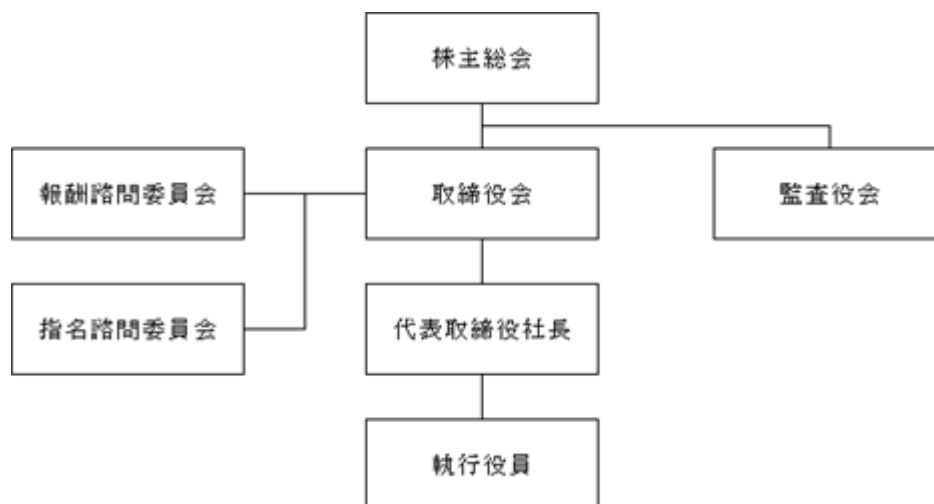 株主総会
報酬諮問委員会
取締役会
監査役会
指名諮問委員会
代表取締役社長
執行役員